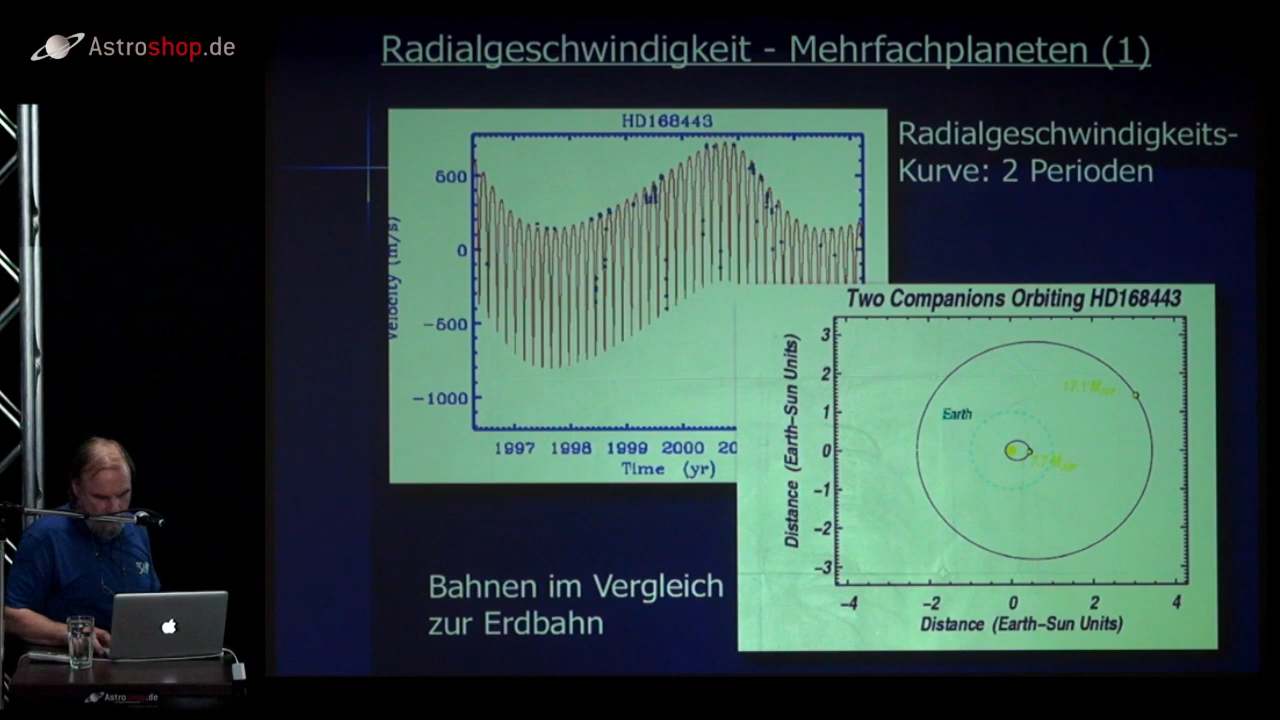 Astroshop.de
Radialgeschwindigkeit - Mehrfachplaneten (1)
HD168443
Radialgeschwindigkeits-
Kurve: 2 Perioden
500
0
-500
-1000
Velocity (m/s)
1997 1998 1999 2000 20
Time (yr)
Two Companions Orbiting HD168443
3
2
1
0
-1
-2
-3
Distance (Earth-Sun Units)
Earth
-4 -2 0 2 4
Distance (Earth-Sun Units)
Bahnen im Vergleich
zur Erdbahn
Astroshop.de